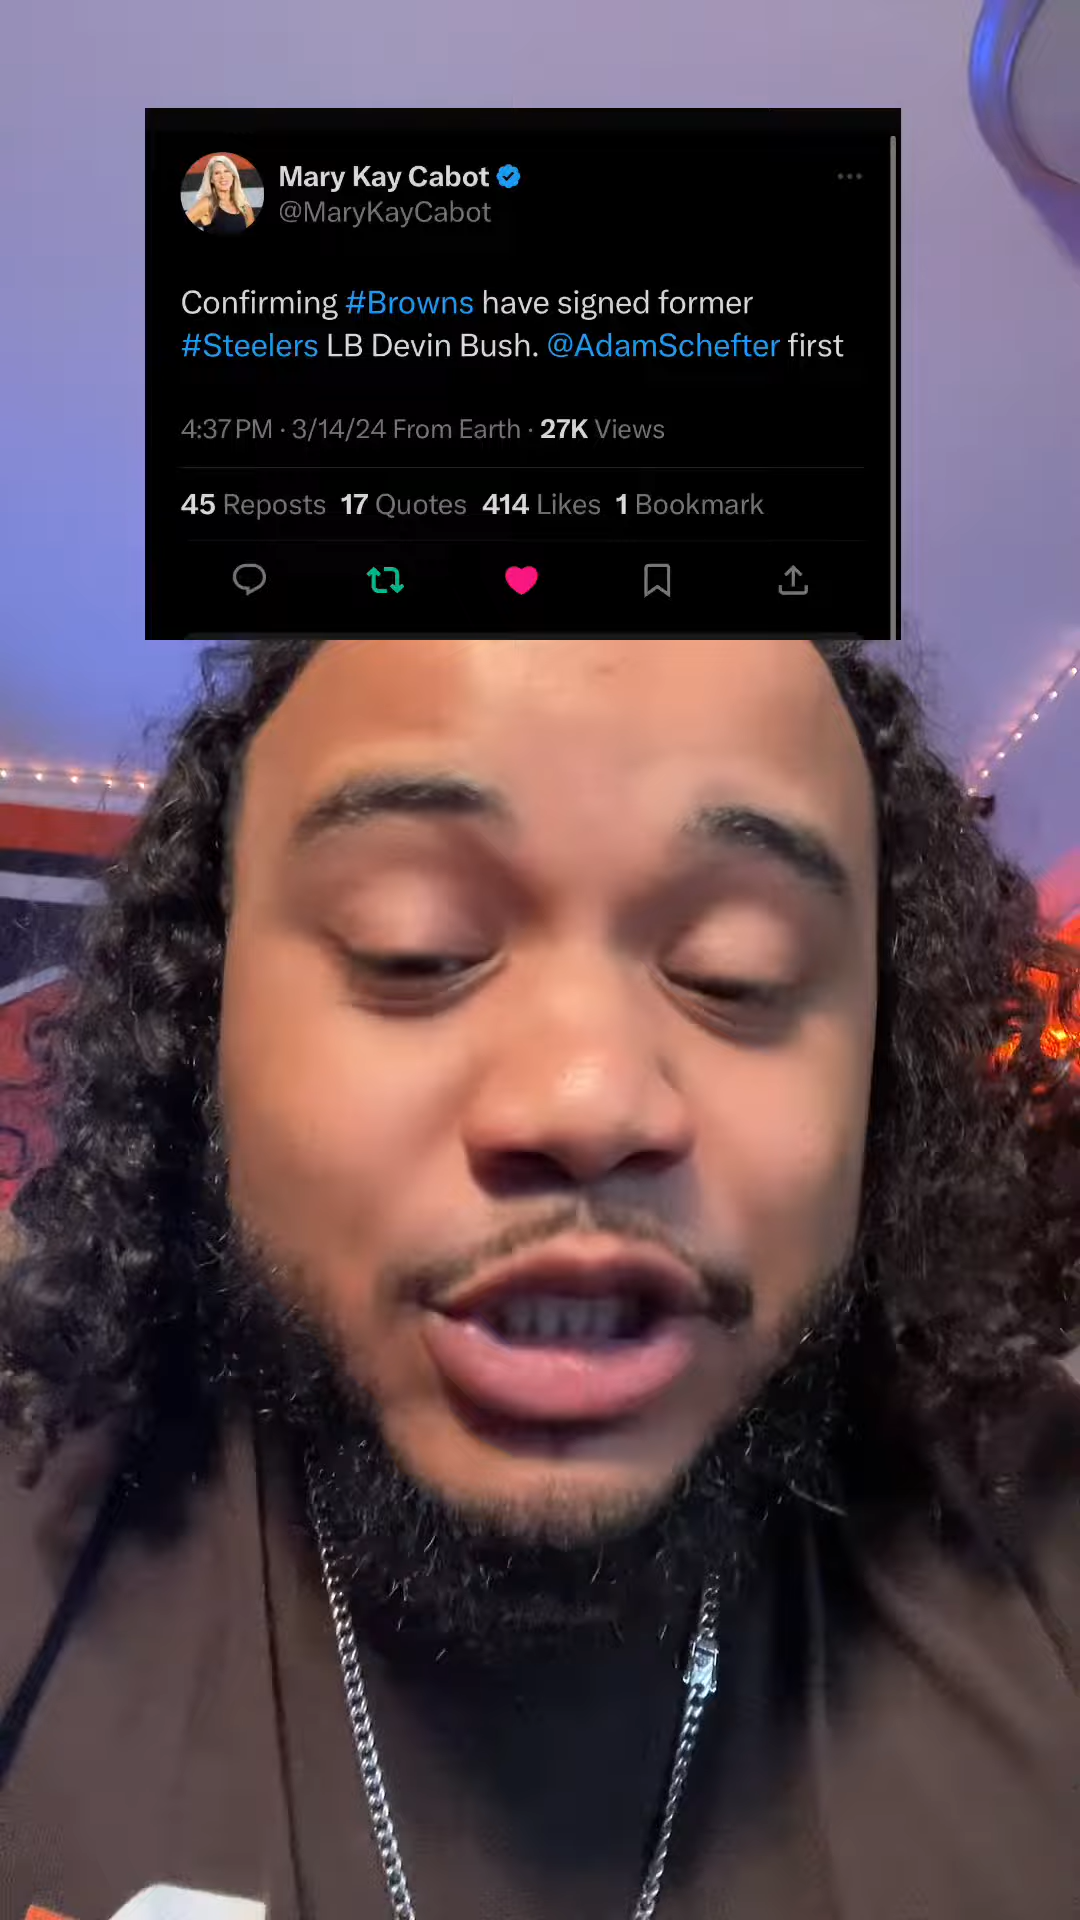 Mary Kay Cabot
@MaryKayCabot
Confirming #Browns have signed former
#Steelers LB Devin Bush. @AdamSchefter first
4:37 PM · 3/14/24 From Earth · 27K Views
45 Reposts 17 Quotes 414 Likes 1 Bookmark